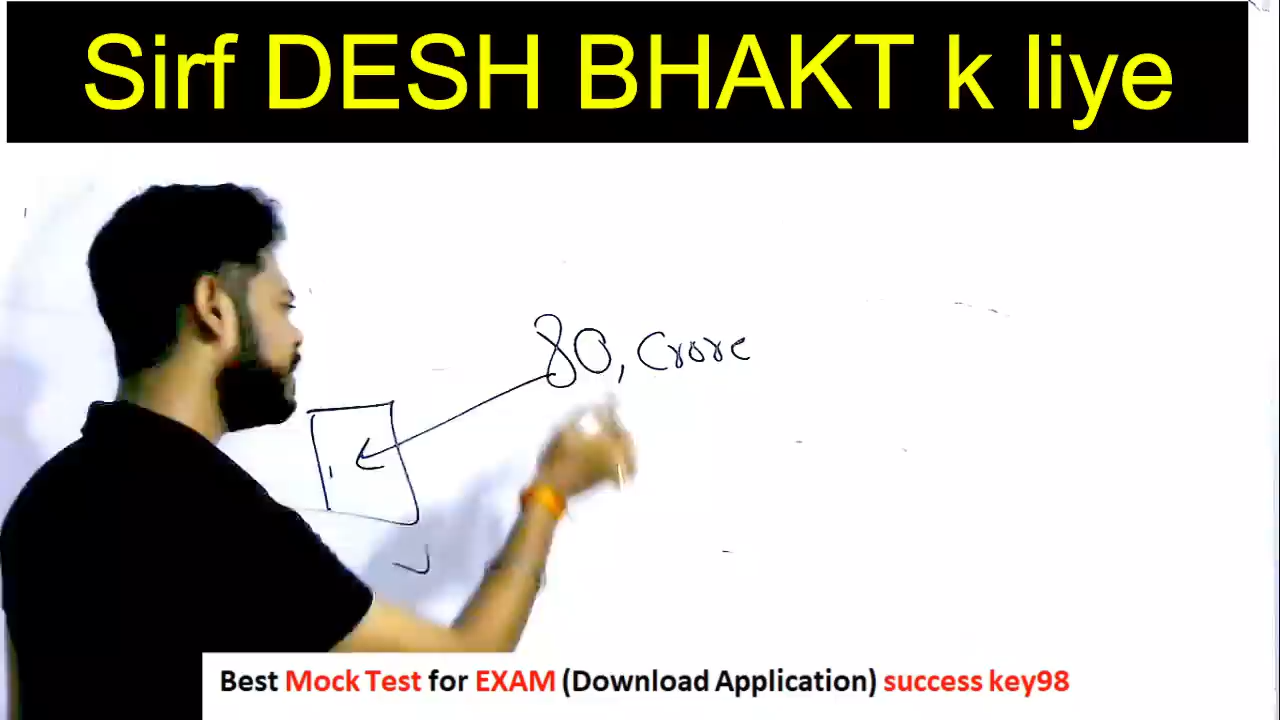 Sirf DESH BHAKT k liye
80, Crore
Best Mock Test for EXAM (Download Application) success key98